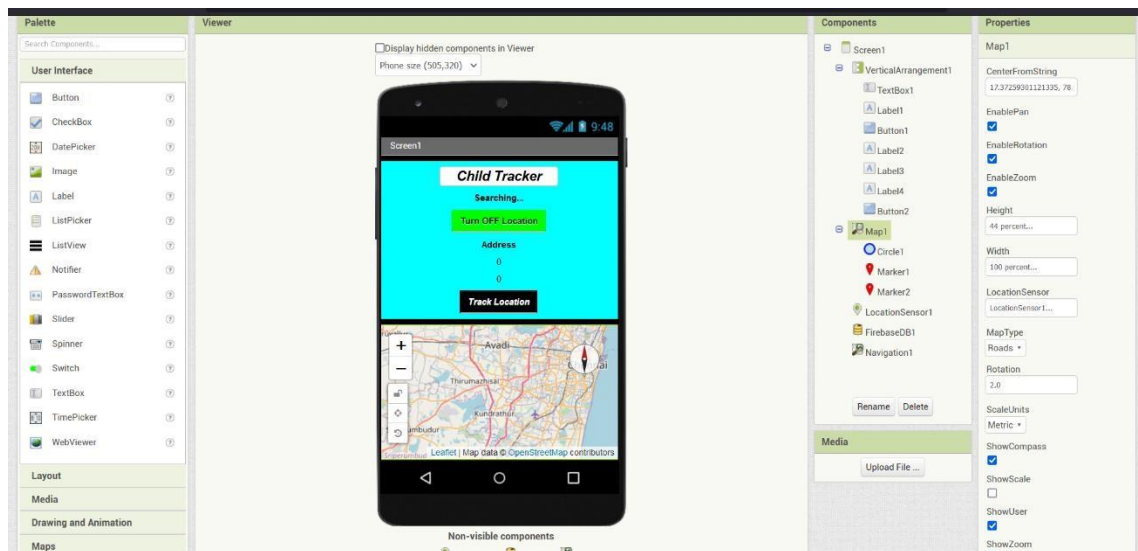 Palette
Search Components...
User Interface
Button
CheckBox
DatePicker
Image
Label
ListPicker
ListView
Notifier
PasswordTextBox
Slider
Spinner
Switch
TextBox
TimePicker
WebViewer
Layout
Media
Drawing and Animation
Maps
Viewer
Display hidden components in Viewer
Phone size (505,320)
9:48
Screen1
Child Tracker
Searching...
Turn OFF Location
Address
0
0
Track Location
+
Avadi
−
Thirumazhisai
Kundrathur
Leaflet | Map data © OpenStreetMap contributors
Non-visible components
Components
Screen1
VerticalArrangement1
TextBox1
Label1
Button1
Label2
Label3
Label4
Button2
Map1
Circle1
Marker1
Marker2
LocationSensor1
FirebaseDB1
Navigation1
Rename Delete
Media
Upload File ...
Properties
Map1
CenterFromString
17.37259301121335, 78
EnablePan
EnableRotation
EnableZoom
Height
44 percent...
Width
100 percent...
LocationSensor
LocationSensor1...
MapType
Roads
Rotation
2.0
ScaleUnits
Metric
ShowCompass
ShowScale
ShowUser
ShowZoom